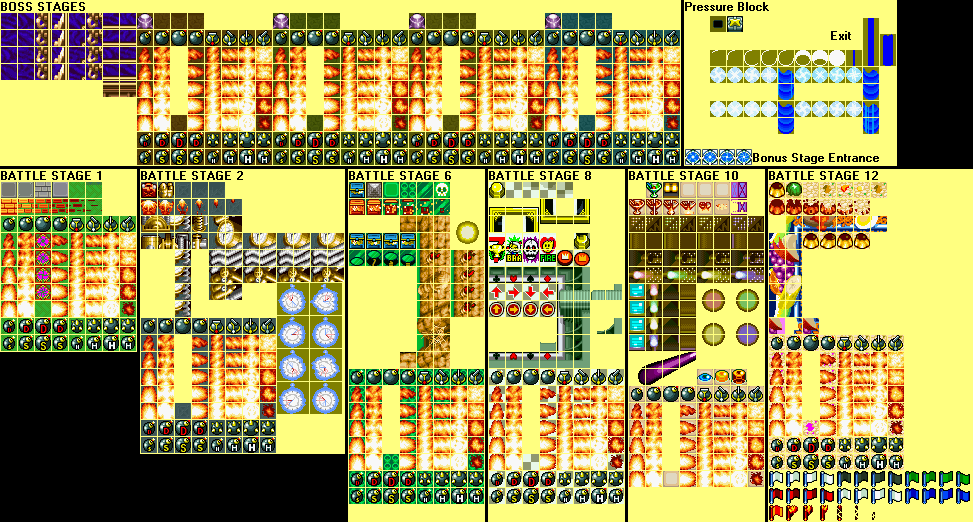 BOSS STAGES
Pressure Block
Exit
Bonus Stage Entrance
BATTLE STAGE 1
BATTLE STAGE 2
BATTLE STAGE 6
BATTLE STAGE 8
BATTLE STAGE 10
BATTLE STAGE 12